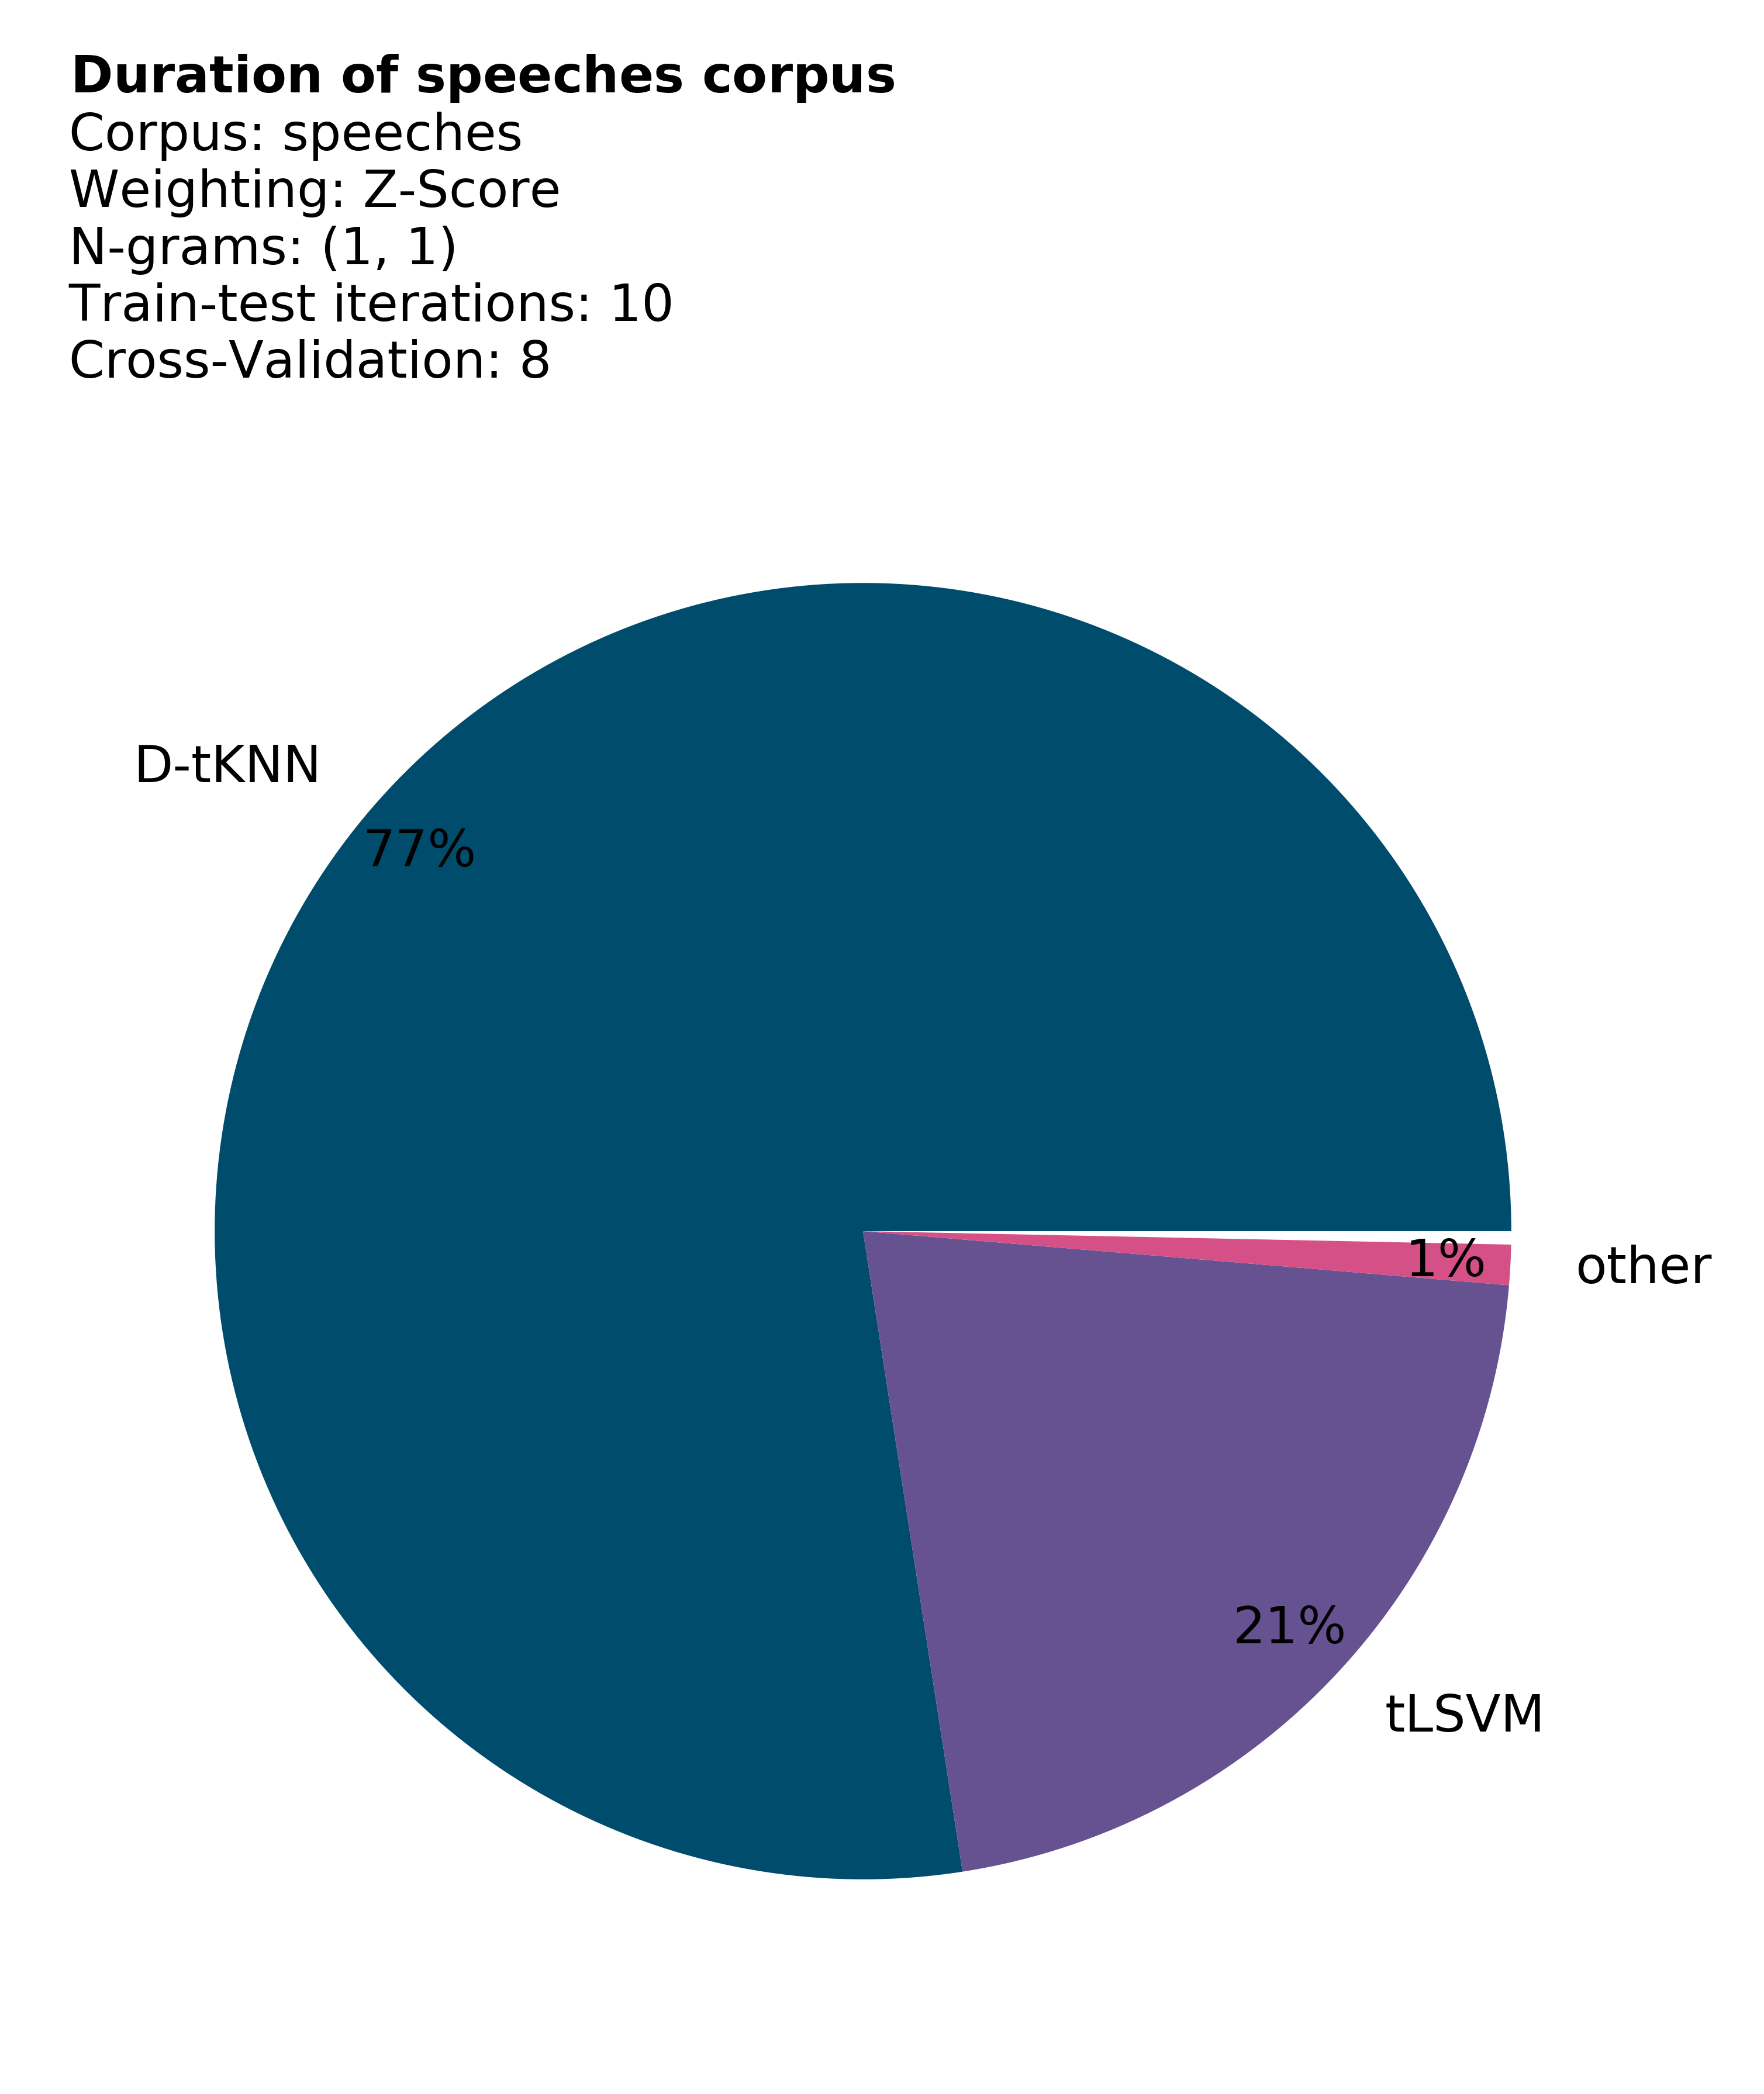 Duration of speeches corpus
Corpus: speeches
Weighting: Z-Score
N-grams: (1, 1)
Train-test iterations: 10
Cross-Validation: 8
D-tKNN
77%
1%
other
21%
tLSVM